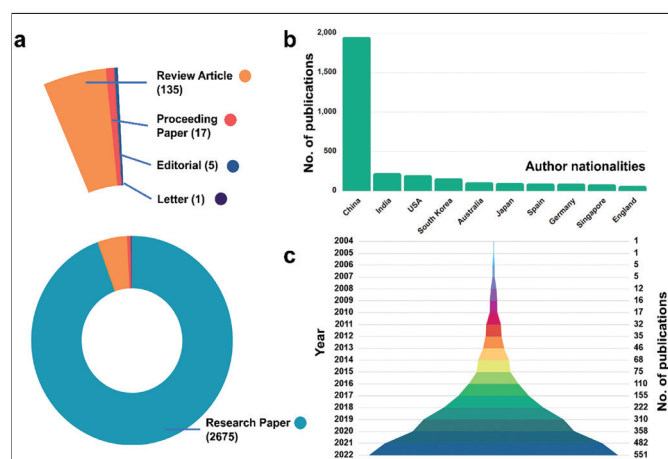 a
Review Article
(135)
Proceeding
Paper (17)
Editorial (5)
Letter (1)
Research Paper
(2675)
b
No. of publications
2,000
1,500
1,000
500
0
Author nationalities
China
India
USA
South Korea
Australia
Japan
Spain
Germany
Singapore
England
c
Year
No. of publications
2004 1
2005 1
2006 5
2007 5
2008 12
2009 16
2010 17
2011 32
2012 35
2013 46
2014 68
2015 75
2016 110
2017 155
2018 222
2019 310
2020 358
2021 482
2022 551